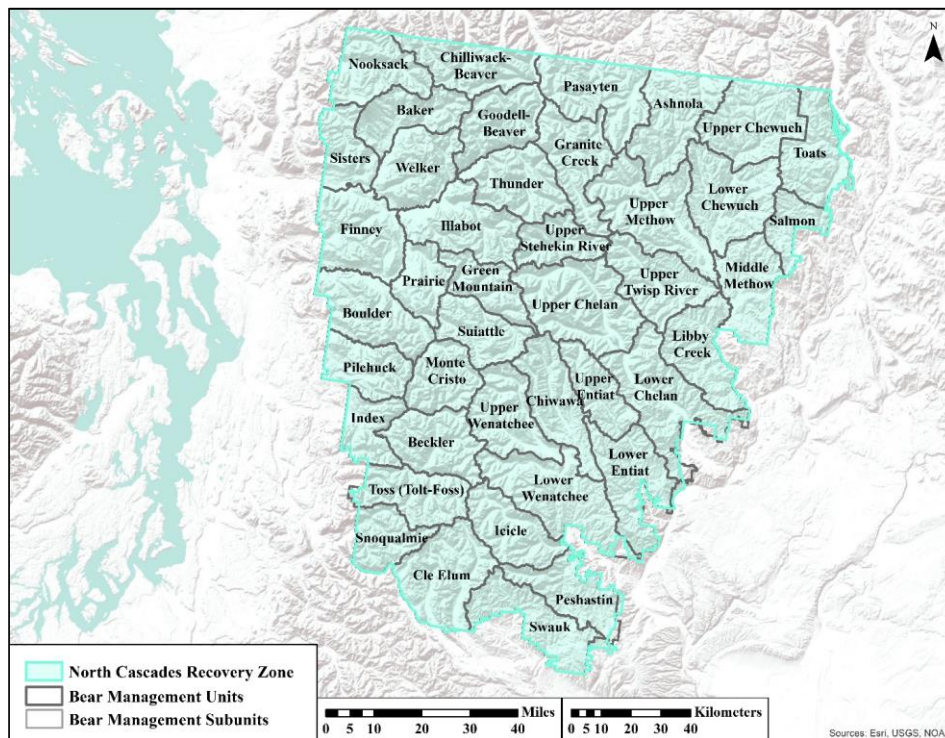 N
Nooksack
Chilliwack-
Beaver
Pasayten
Ashnola
Baker
Goodell-
Beaver
Upper Chewuch
Toats
Sisters
Welker
Granite
Creek
Thunder
Lower
Chewuch
Upper
Methow
Salmon
Finney
Illabot
Upper
Stehekin River
Middle
Methow
Prairie
Green
Mountain
Upper
Twisp River
Upper Chelan
Boulder
Suiattle
Libby
Creek
Pilchuck
Monte
Cristo
Upper
Entiat
Lower
Chelan
Chiwawa
Index
Upper
Wenatchee
Beckler
Lower
Entiat
Toss (Tolt-Foss)
Lower
Wenatchee
Snoqualmie
Icicle
Cle Elum
Peshastin
Swauk
North Cascades Recovery Zone
Bear Management Units
Bear Management Subunits
Miles
0 5 10 20 30 40
Kilometers
0 5 10 20 30 40
Sources: Esri, USGS, NOA